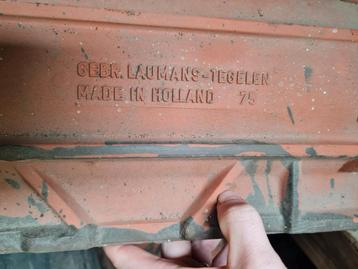 GEBR. LAUMANS-TEGELEN
MADE IN HOLLAND 75